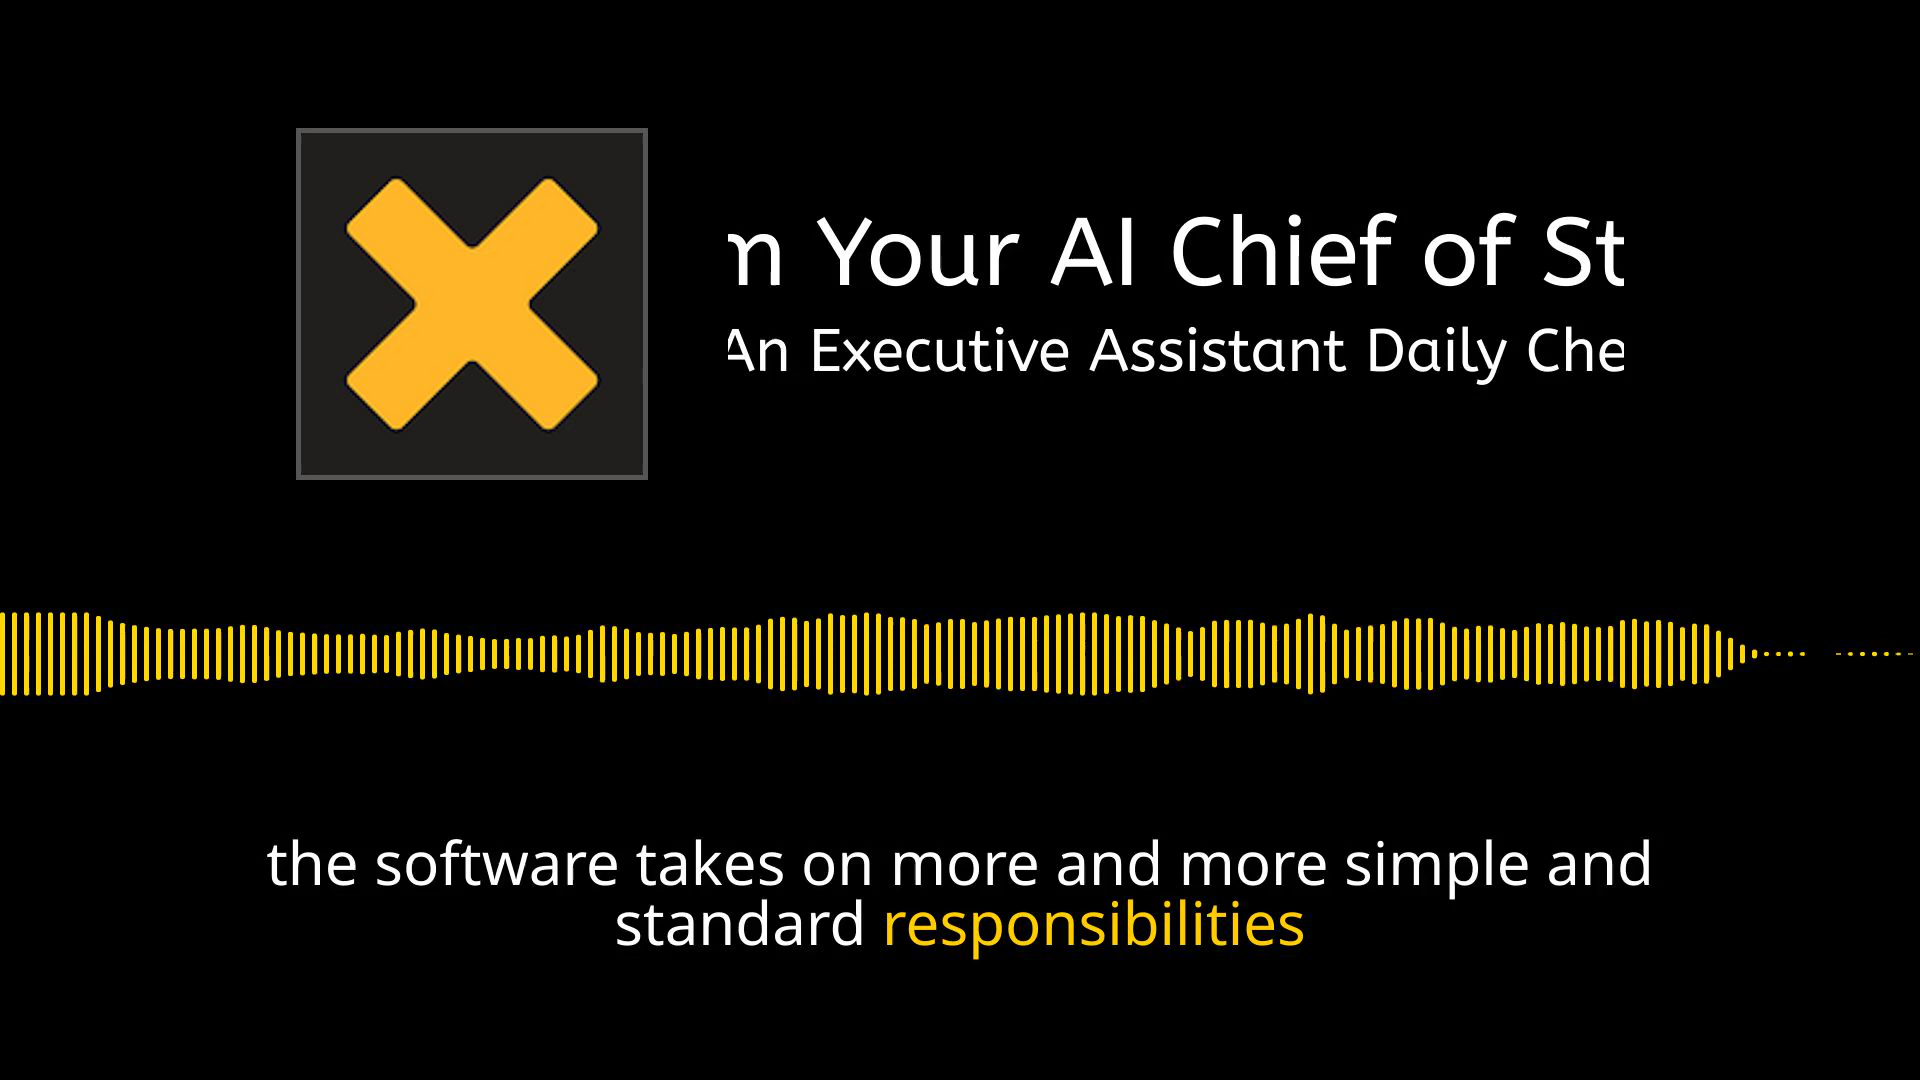 m Your AI Chief of St
An Executive Assistant Daily Che
the software takes on more and more simple and
standard responsibilities